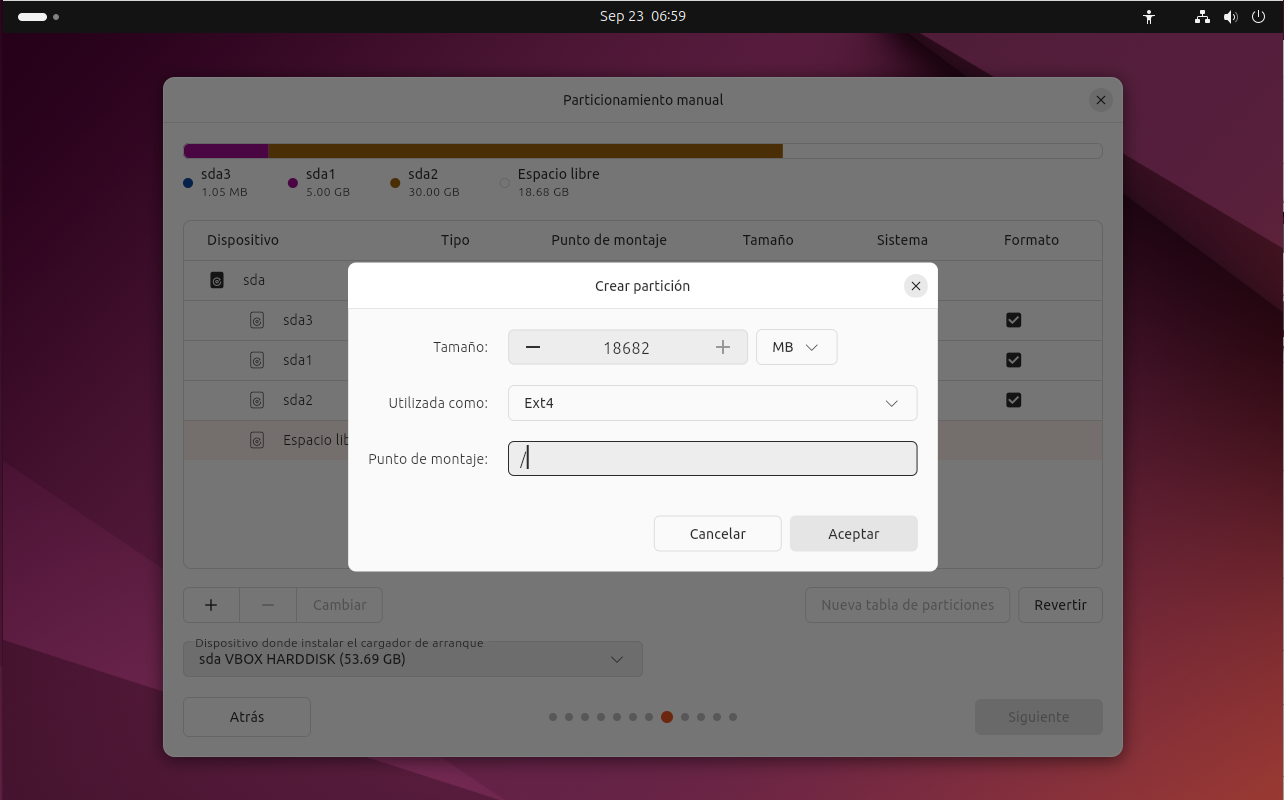 Sep 23 06:59
Particionamiento manual
sda3
1.05 MB
sda1
5.00 GB
sda2
30.00 GB
Espacio libre
18.68 GB
Dispositivo Tipo Punto de montaje Tamaño Sistema Formato
sda
sda3
sda1
sda2
Espacio lib
Crear partición
Tamaño: 18682 MB
Utilizada como: Ext4
Punto de montaje: /
Cancelar Aceptar
+ − Cambiar Nueva tabla de particiones Revertir
Dispositivo donde instalar el cargador de arranque
sda VBOX HARDDISK (53.69 GB)
Atrás Siguiente